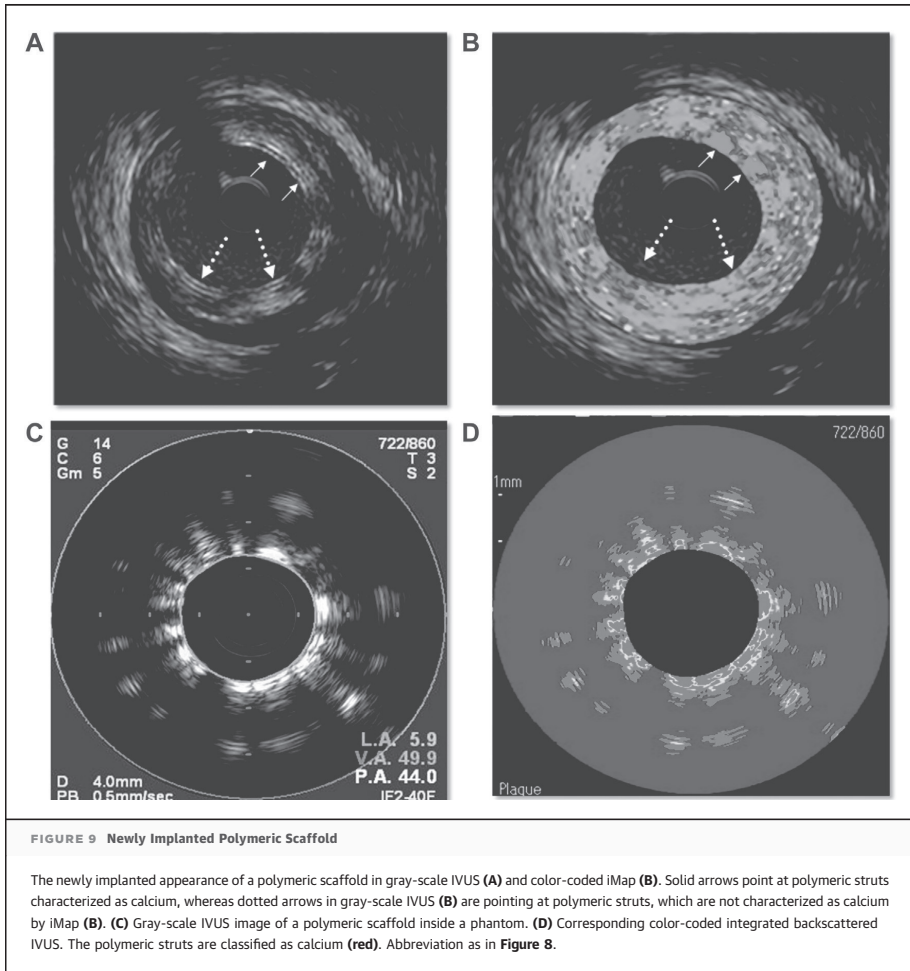 A
B
C
G 14
C 6
Gm 5
722/860
T 3
S 2
L.A. 5.9
V.A. 49.9
P.A. 44.0
D 4.0mm
PB 0.5mm/sec
IF2-40F
D
722/860
1mm
Plaque
FIGURE 9 Newly Implanted Polymeric Scaffold
The newly implanted appearance of a polymeric scaffold in gray-scale IVUS (A) and color-coded iMap (B). Solid arrows point at polymeric struts
characterized as calcium, whereas dotted arrows in gray-scale IVUS (B) are pointing at polymeric struts, which are not characterized as calcium
by iMap (B). (C) Gray-scale IVUS image of a polymeric scaffold inside a phantom. (D) Corresponding color-coded integrated backscattered
IVUS. The polymeric struts are classified as calcium (red). Abbreviation as in Figure 8.